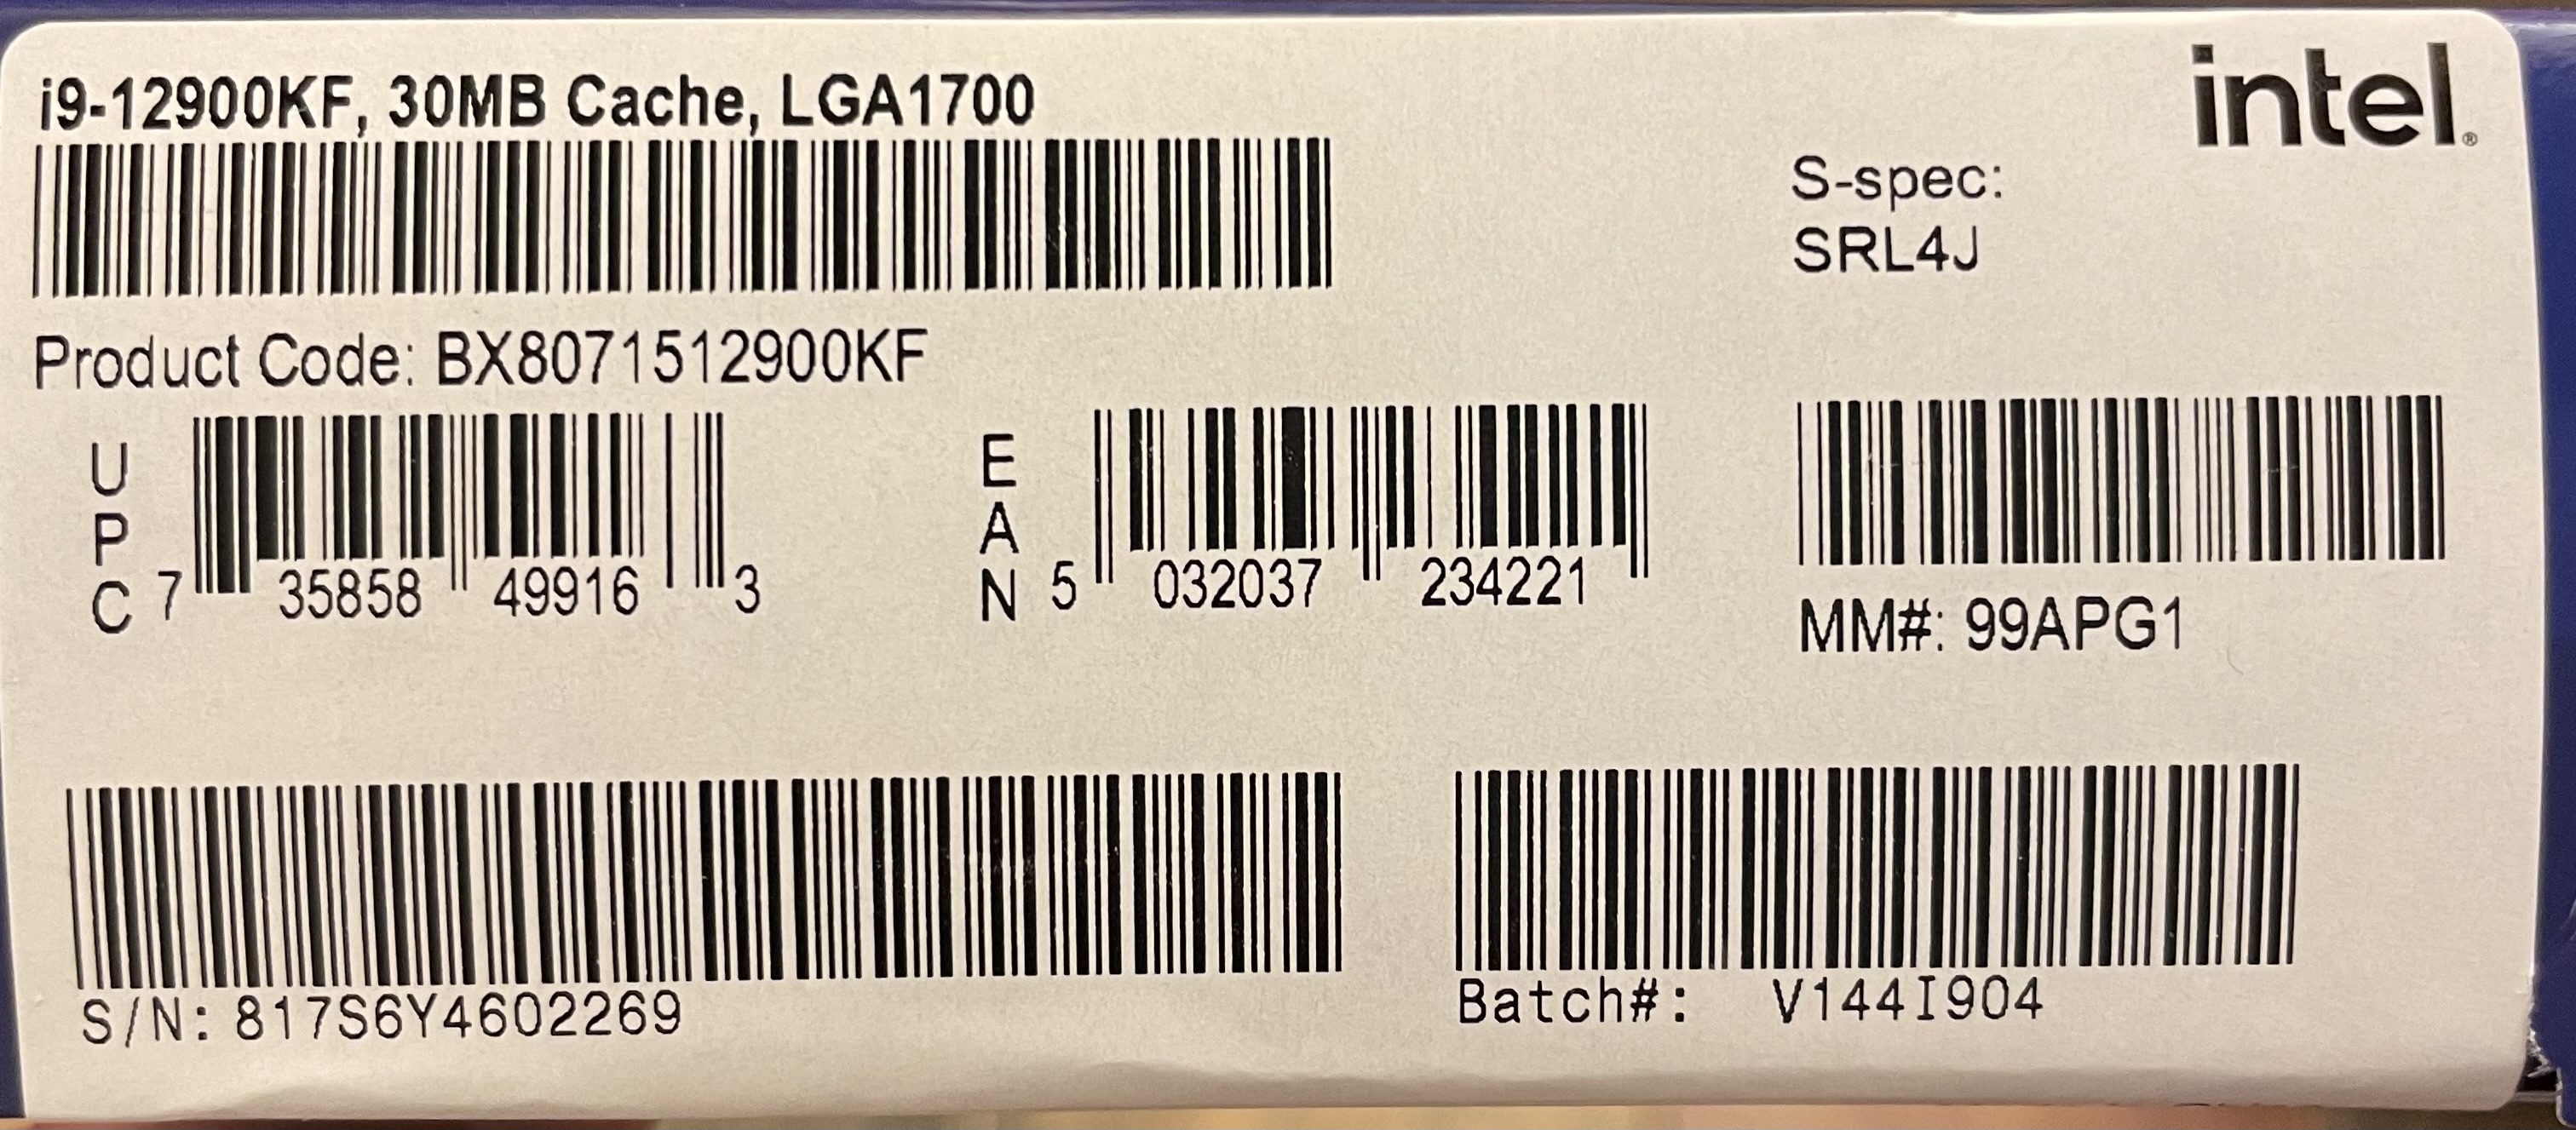 i9-12900KF, 30MB Cache, LGA1700
intel®
S-spec:
SRL4J
Product Code: BX8071512900KF
UPC 7 35858 49916 3
EAN 5 032037 234221
MM#: 99APG1
S/N: 817S6Y4602269
Batch#: V144I904